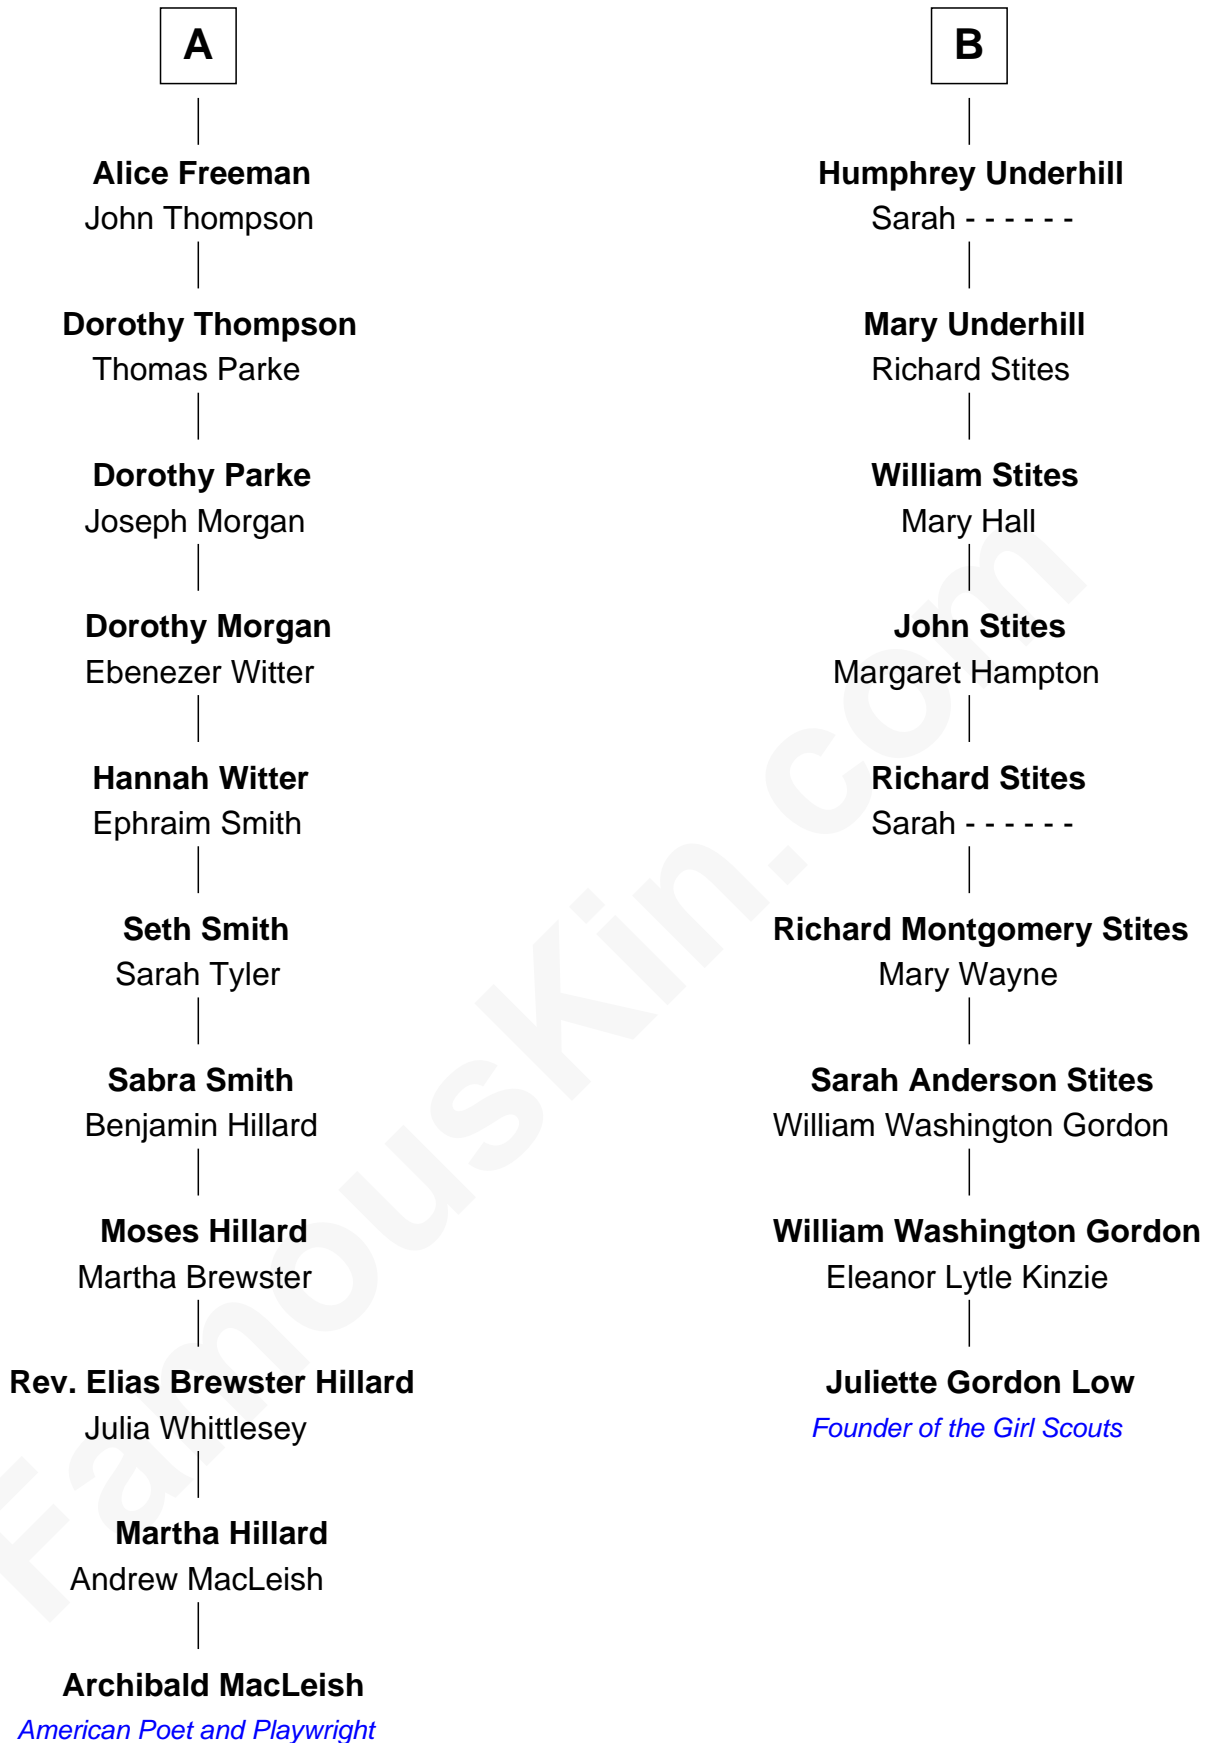 A
Alice Freeman
John Thompson
Dorothy Thompson
Thomas Parke
Dorothy Parke
Joseph Morgan
Dorothy Morgan
Ebenezer Witter
Hannah Witter
Ephraim Smith
Seth Smith
Sarah Tyler
Sabra Smith
Benjamin Hillard
Moses Hillard
Martha Brewster
Rev. Elias Brewster Hillard
Julia Whittlesey
Martha Hillard
Andrew MacLeish
Archibald MacLeish
American Poet and Playwright
B
Humphrey Underhill
Sarah - - - - - -
Mary Underhill
Richard Stites
William Stites
Mary Hall
John Stites
Margaret Hampton
Richard Stites
Sarah - - - - - -
Richard Montgomery Stites
Mary Wayne
Sarah Anderson Stites
William Washington Gordon
William Washington Gordon
Eleanor Lytle Kinzie
Juliette Gordon Low
Founder of the Girl Scouts
FamousKin.com